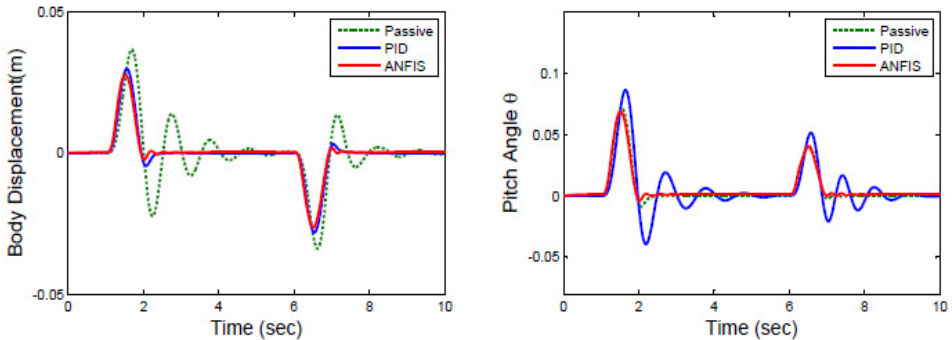 0.05
0
-0.05
Body Displacement(m)
0 2 4 6 8 10
Time (sec)
Passive
PID
ANFIS
0.1
0.05
0
-0.05
Pitch Angle θ
0 2 4 6 8 10
Time (sec)
Passive
PID
ANFIS